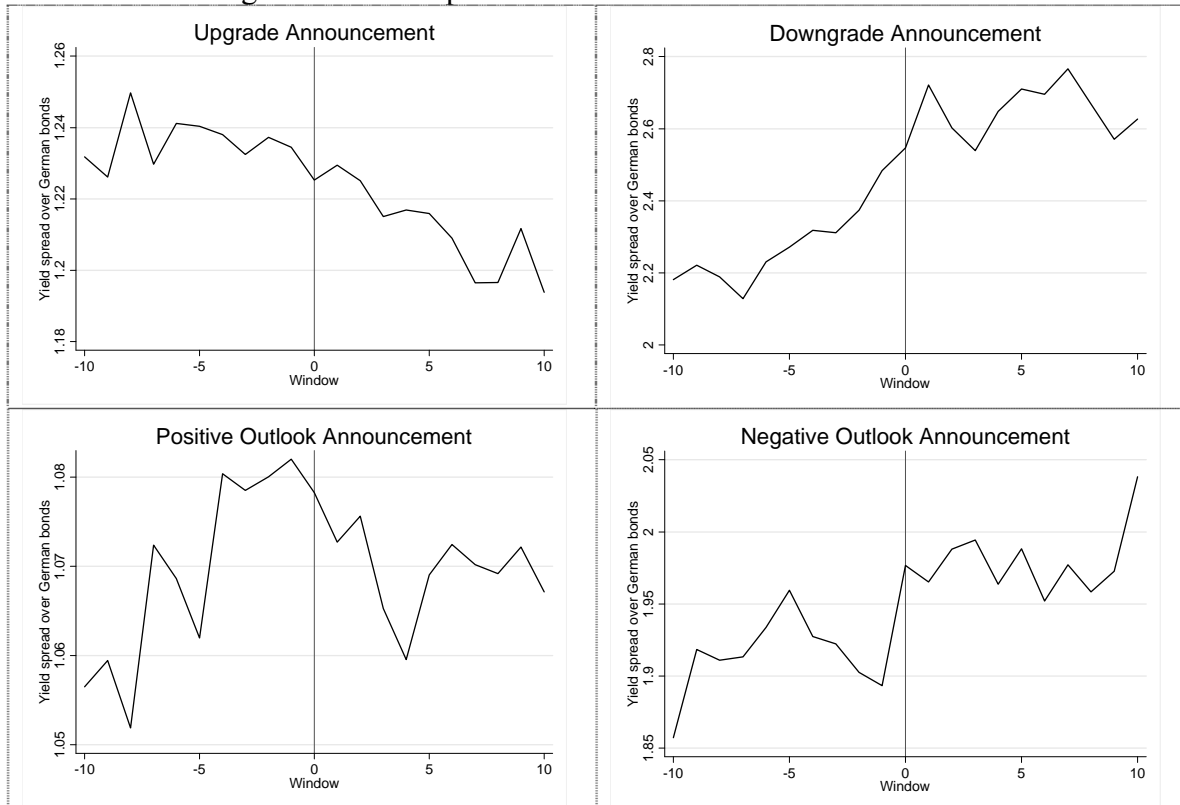 Upgrade Announcement
Yield spread over German bonds
1.26
1.24
1.22
1.2
1.18
-10 -5 0 5 10
Window
Downgrade Announcement
Yield spread over German bonds
2.8
2.6
2.4
2.2
2
-10 -5 0 5 10
Window
Positive Outlook Announcement
Yield spread over German bonds
1.08
1.07
1.06
1.05
-10 -5 0 5 10
Window
Negative Outlook Announcement
Yield spread over German bonds
2.05
2
1.95
1.9
1.85
-10 -5 0 5 10
Window